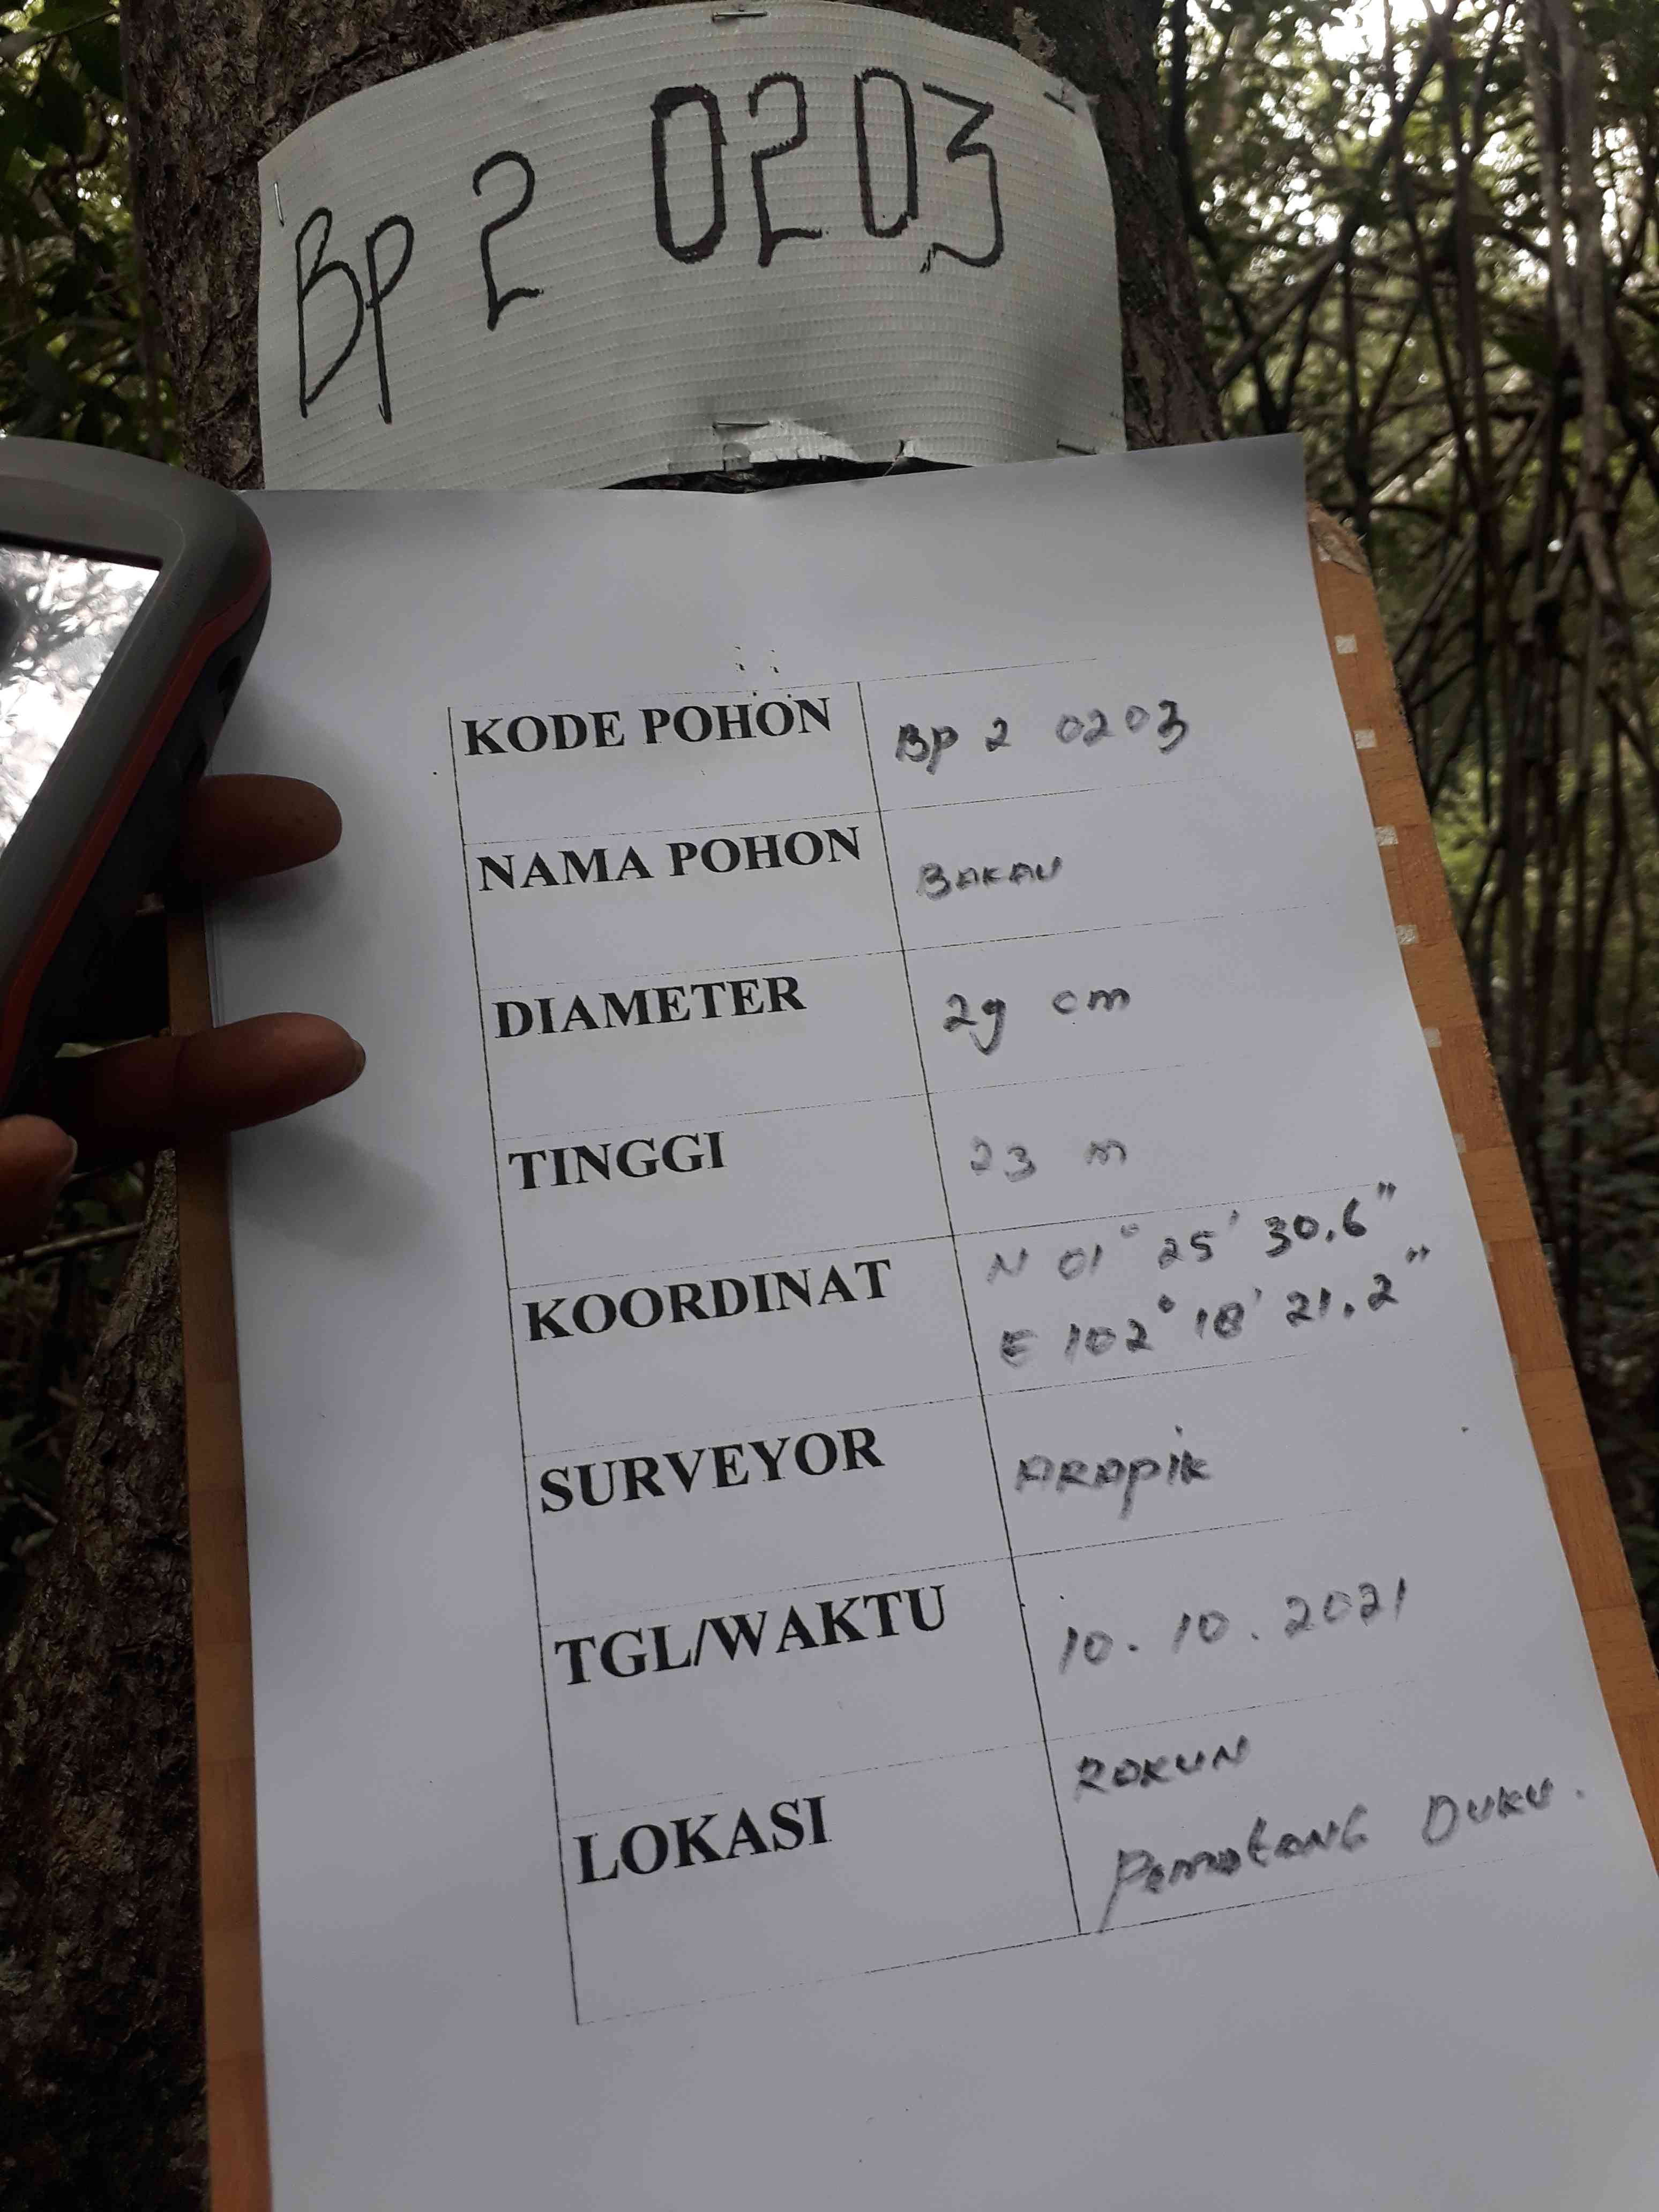 Bp 2 0203
KODE POHON Bp 2 0203
NAMA POHON BAKAU
DIAMETER 29 cm
TINGGI 23 m
KOORDINAT N 01° 25' 30.6"
E 102° 18' 21.2"
SURVEYOR ARAPIK
TGL/WAKTU 10.10.2021
LOKASI ROKUN
Pematang Duku.